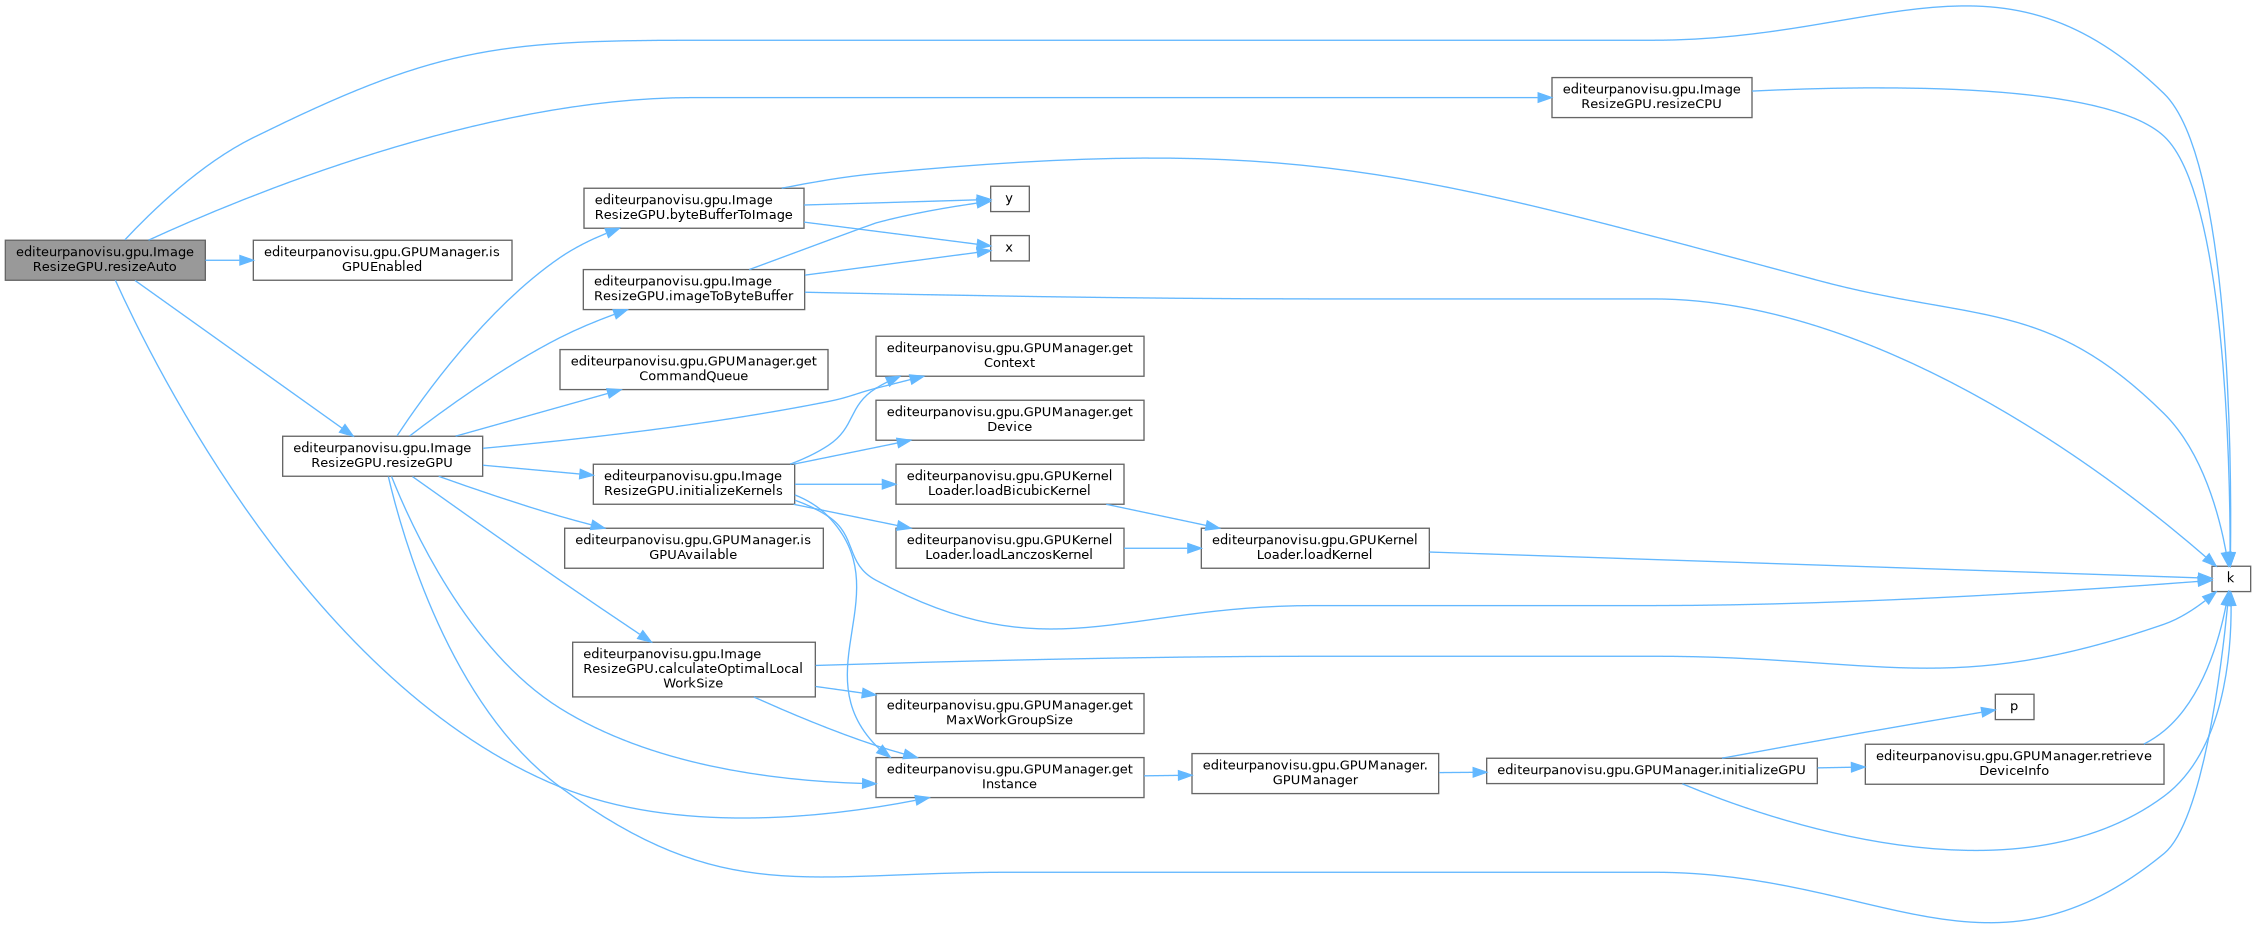 editeurpanovisu.gpu.Image
ResizeGPU.resizeAuto
editeurpanovisu.gpu.GPUManager.is
GPUEnabled
editeurpanovisu.gpu.Image
ResizeGPU.resizeGPU
editeurpanovisu.gpu.Image
ResizeGPU.byteBufferToImage
editeurpanovisu.gpu.Image
ResizeGPU.imageToByteBuffer
editeurpanovisu.gpu.GPUManager.get
CommandQueue
editeurpanovisu.gpu.Image
ResizeGPU.initializeKernels
editeurpanovisu.gpu.GPUManager.is
GPUAvailable
editeurpanovisu.gpu.Image
ResizeGPU.calculateOptimalLocal
WorkSize
y
x
editeurpanovisu.gpu.GPUManager.get
Context
editeurpanovisu.gpu.GPUManager.get
Device
editeurpanovisu.gpu.GPUKernel
Loader.loadBicubicKernel
editeurpanovisu.gpu.GPUKernel
Loader.loadLanczosKernel
editeurpanovisu.gpu.GPUManager.get
MaxWorkGroupSize
editeurpanovisu.gpu.GPUManager.get
Instance
editeurpanovisu.gpu.GPUKernel
Loader.loadKernel
editeurpanovisu.gpu.GPUManager.
GPUManager
editeurpanovisu.gpu.Image
ResizeGPU.resizeCPU
editeurpanovisu.gpu.GPUManager.initializeGPU
p
editeurpanovisu.gpu.GPUManager.retrieve
DeviceInfo
k